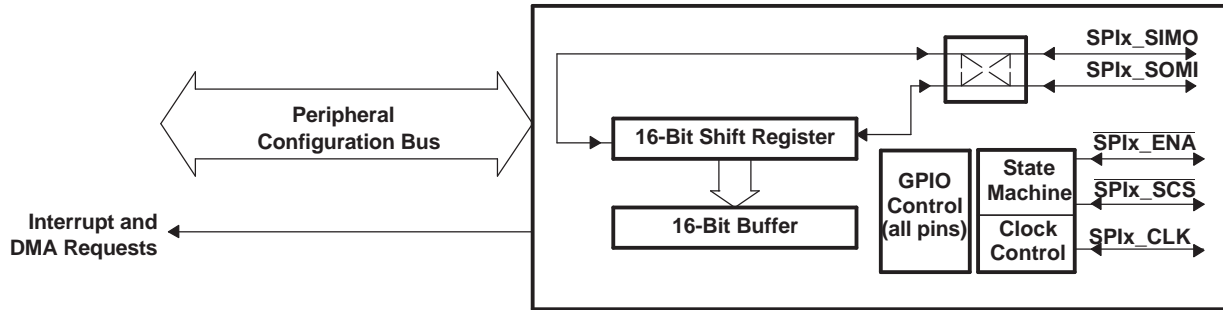 SPIx_SIMO
SPIx_SOMI
Peripheral
Configuration Bus
16-Bit Shift Register
SPIx_ENA
State
Machine
GPIO
Control
(all pins)
SPIx_SCS
Interrupt and
DMA Requests
16-Bit Buffer
Clock
Control
SPIx_CLK